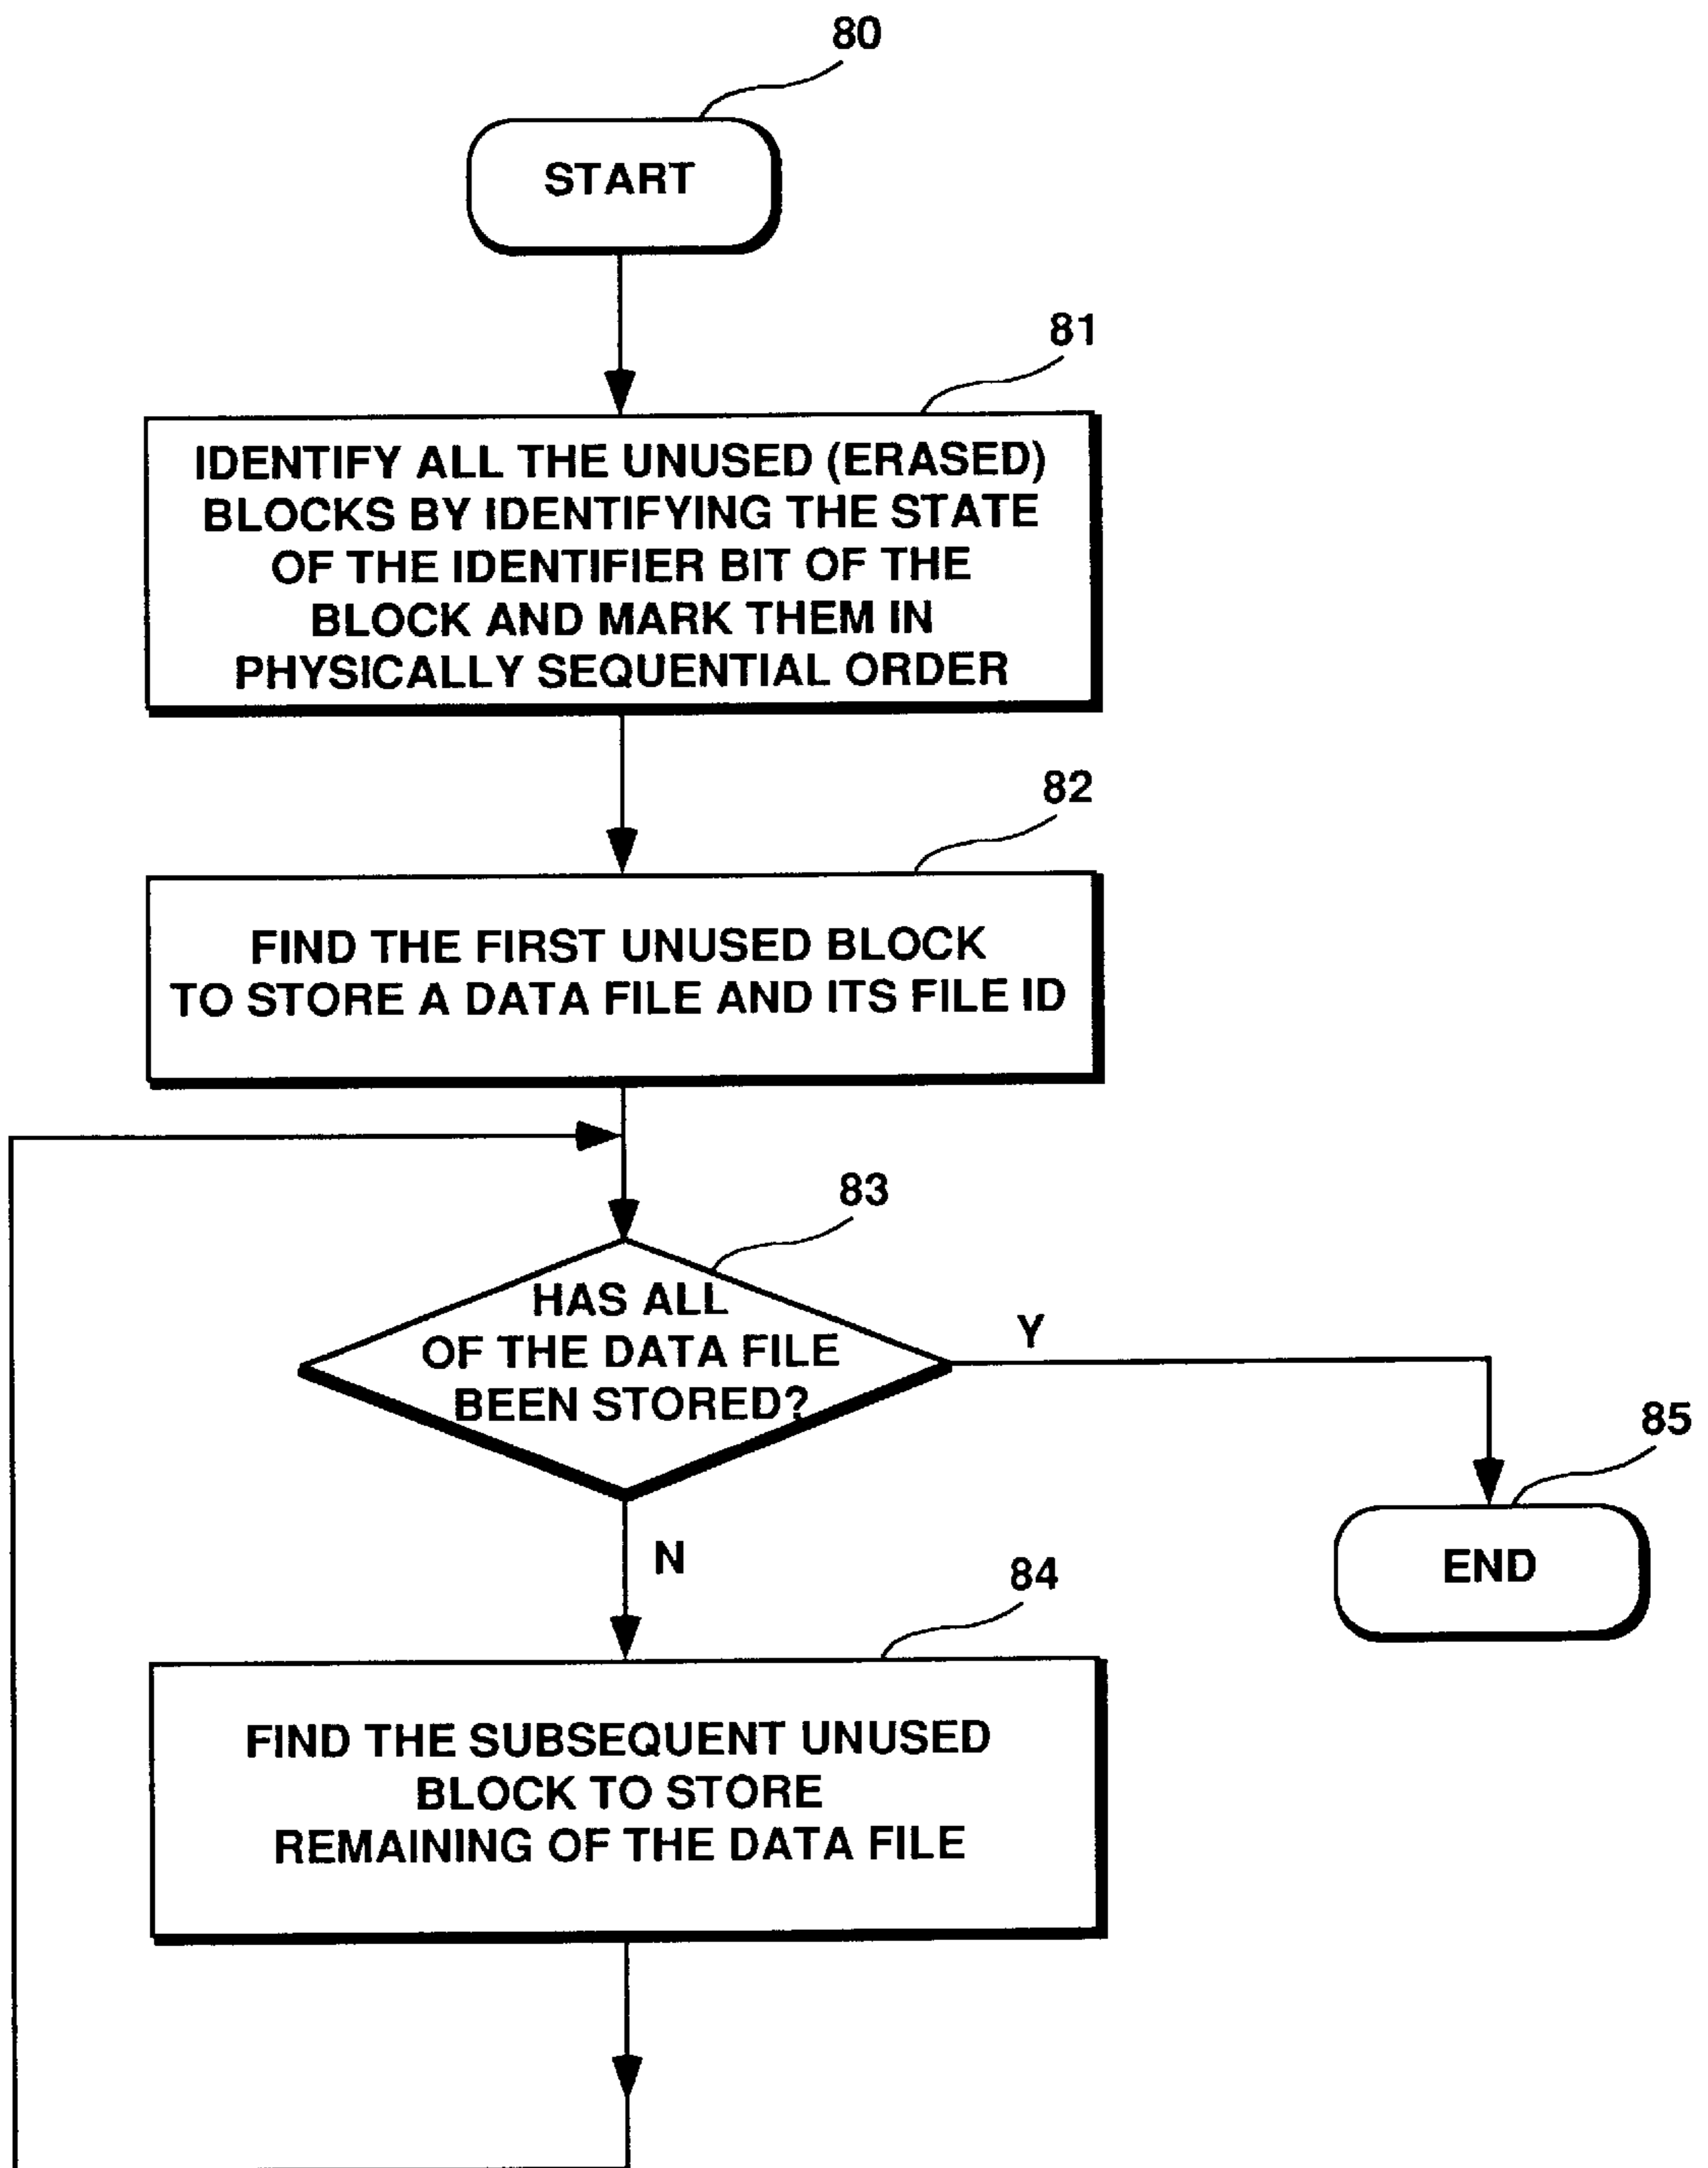 80
START
81
IDENTIFY ALL THE UNUSED (ERASED)
BLOCKS BY IDENTIFYING THE STATE
OF THE IDENTIFIER BIT OF THE
BLOCK AND MARK THEM IN
PHYSICALLY SEQUENTIAL ORDER
82
FIND THE FIRST UNUSED BLOCK
TO STORE A DATA FILE AND ITS FILE ID
83
HAS ALL
OF THE DATA FILE
BEEN STORED?
Y
85
END
N
84
FIND THE SUBSEQUENT UNUSED
BLOCK TO STORE
REMAINING OF THE DATA FILE